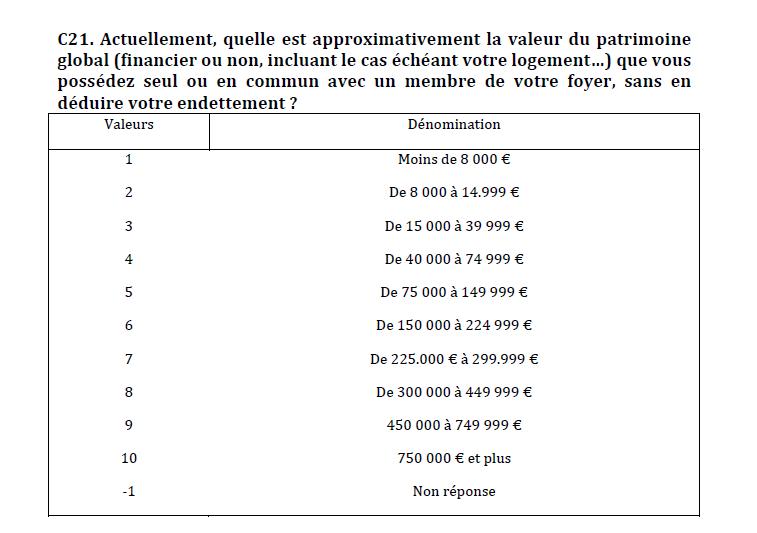 C21. Actuellement, quelle est approximativement la valeur du patrimoine
global (financier ou non, incluant le cas échéant votre logement…) que vous
possédez seul ou en commun avec un membre de votre foyer, sans en
déduire votre endettement ?
Valeurs Dénomination
1 Moins de 8 000 €
2 De 8 000 à 14.999 €
3 De 15 000 à 39 999 €
4 De 40 000 à 74 999 €
5 De 75 000 à 149 999 €
6 De 150 000 à 224 999 €
7 De 225.000 € à 299.999 €
8 De 300 000 à 449 999 €
9 450 000 à 749 999 €
10 750 000 € et plus
-1 Non réponse